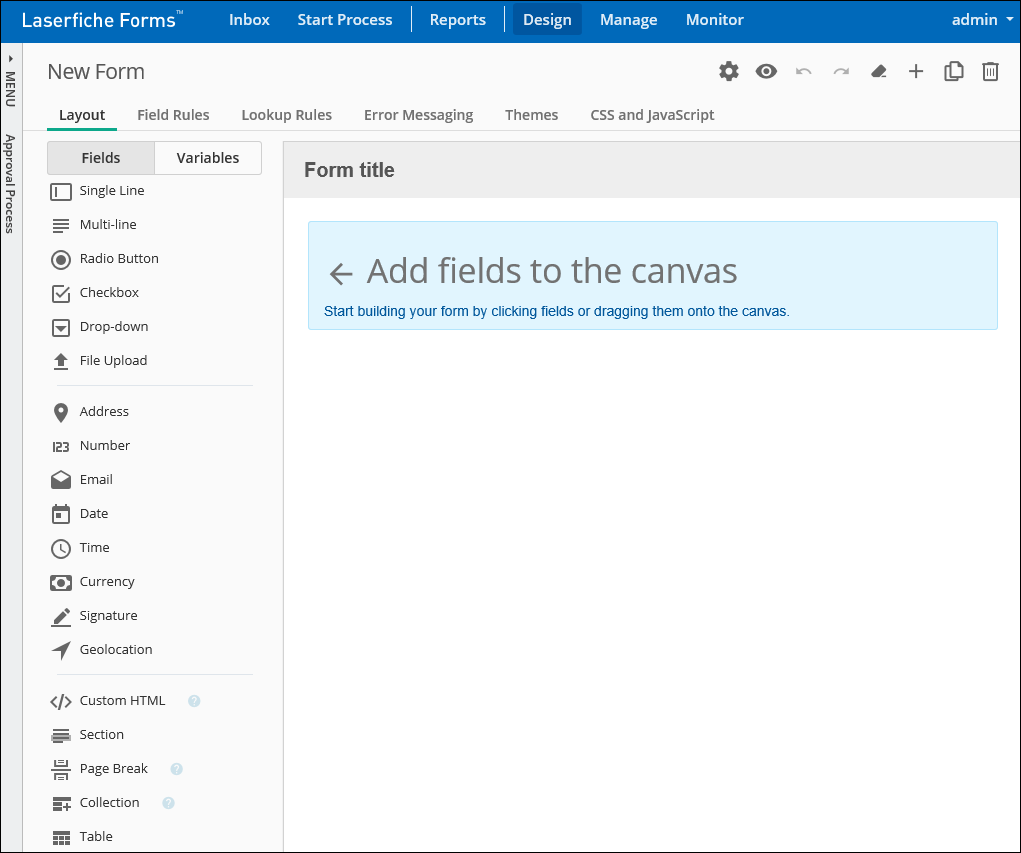 Laserfiche Forms™ Inbox Start Process Reports Design Manage Monitor admin
MENU
Approval Process
New Form
Layout Field Rules Lookup Rules Error Messaging Themes CSS and JavaScript
Fields Variables
Single Line
Multi-line
Radio Button
Checkbox
Drop-down
File Upload
Address
123 Number
Email
Date
Time
Currency
Signature
Geolocation
Custom HTML ?
Section
Page Break ?
Collection ?
Table
Form title
Add fields to the canvas
Start building your form by clicking fields or dragging them onto the canvas.